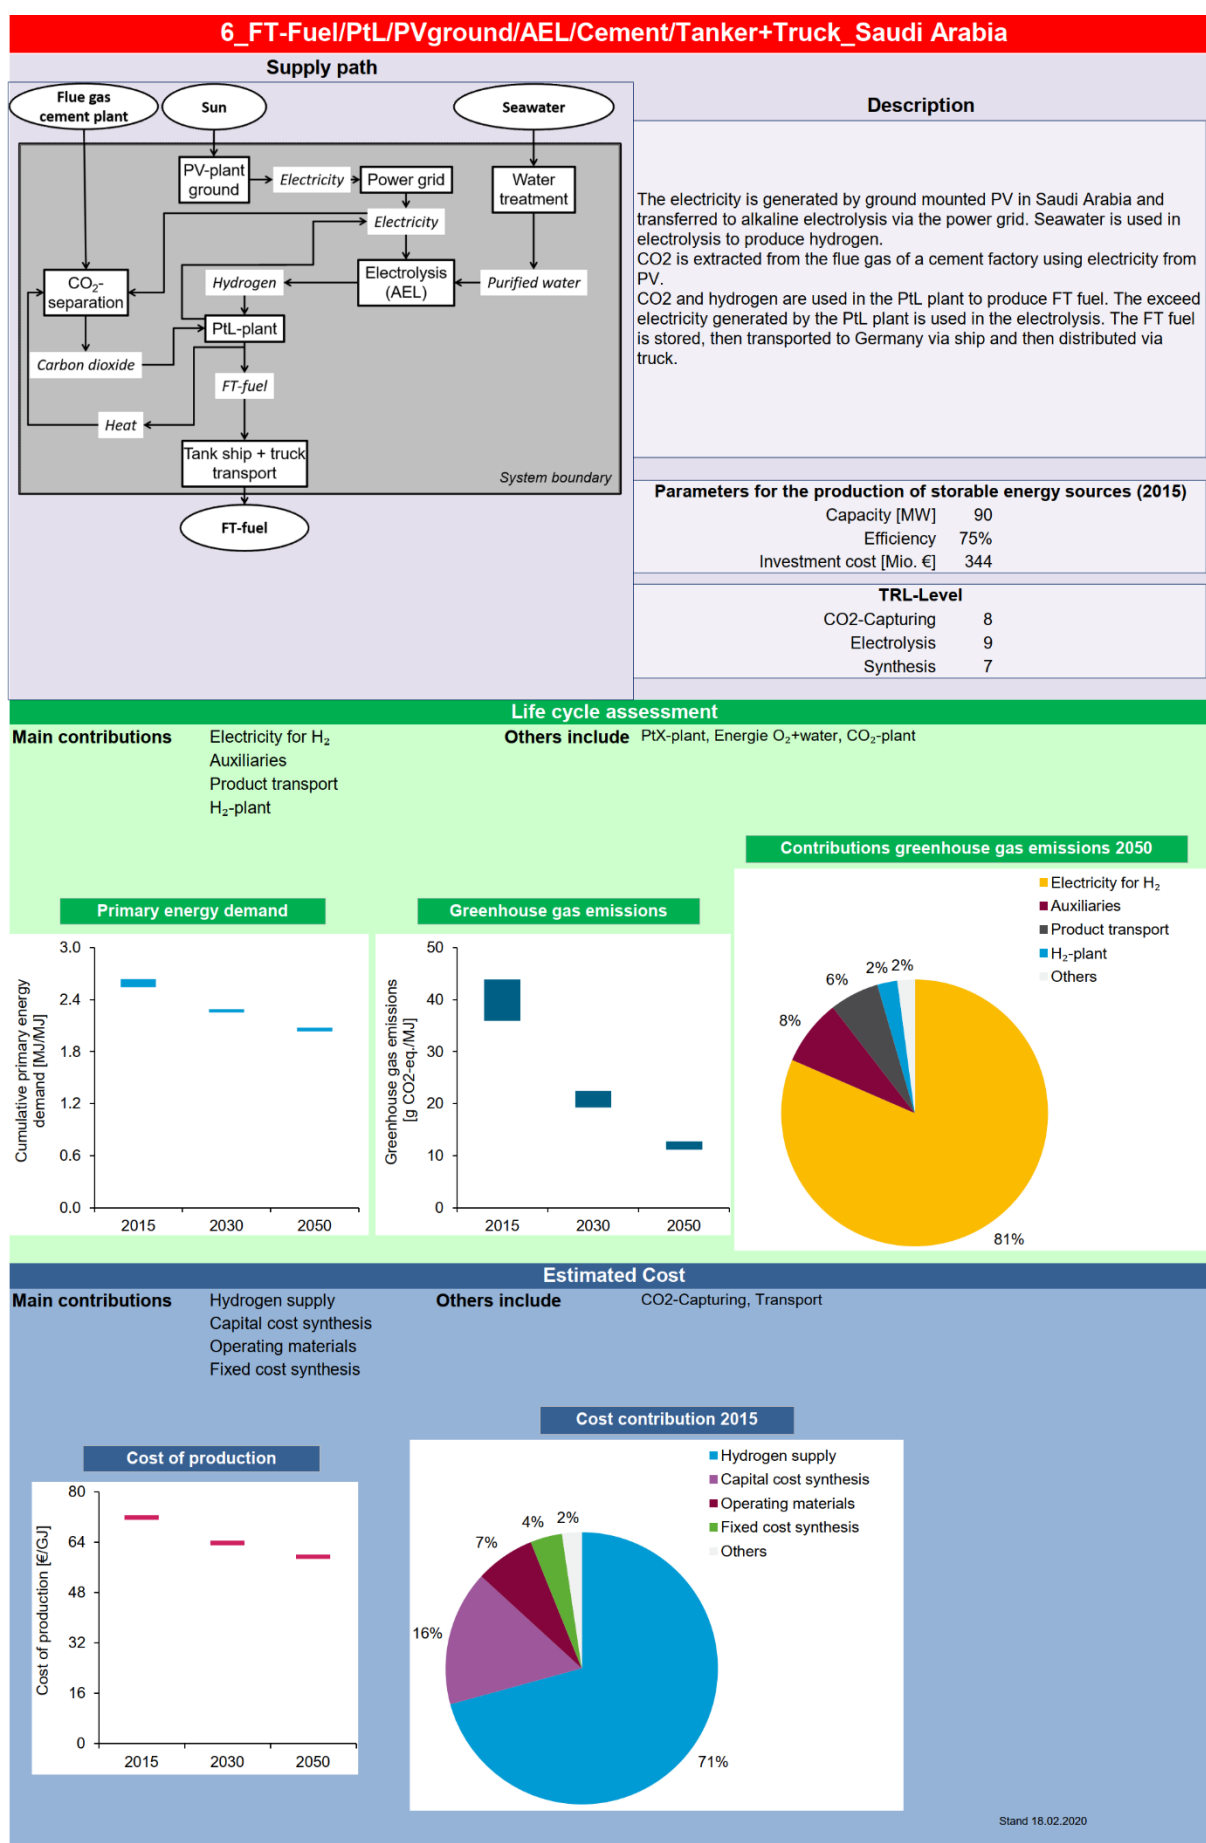 6_FT-Fuel/PtL/PVground/AEL/Cement/Tanker+Truck_Saudi Arabia
Supply path
Flue gas
cement plant
Sun
Seawater
PV-plant
ground
Electricity
Power grid
Water
treatment
Electricity
CO₂-
separation
Hydrogen
Electrolysis
(AEL)
Purified water
PtL-plant
Carbon dioxide
FT-fuel
Heat
Tank ship + truck
transport
System boundary
FT-fuel
Description
The electricity is generated by ground mounted PV in Saudi Arabia and
transferred to alkaline electrolysis via the power grid. Seawater is used in
electrolysis to produce hydrogen.
CO2 is extracted from the flue gas of a cement factory using electricity from
PV.
CO2 and hydrogen are used in the PtL plant to produce FT fuel. The exceed
electricity generated by the PtL plant is used in the electrolysis. The FT fuel
is stored, then transported to Germany via ship and then distributed via
truck.
Parameters for the production of storable energy sources (2015)
Capacity [MW] 90
Efficiency 75%
Investment cost [Mio. €] 344
TRL-Level
CO2-Capturing 8
Electrolysis 9
Synthesis 7
Life cycle assessment
Main contributions
Electricity for H₂
Auxiliaries
Product transport
H₂-plant
Others include
PtX-plant, Energie O₂+water, CO₂-plant
Primary energy demand
Cumulative primary energy
demand [MJ/MJ]
3.0
2.4
1.8
1.2
0.6
0.0
2015 2030 2050
Greenhouse gas emissions
Greenhouse gas emissions
[g CO2-eq./MJ]
50
40
30
20
10
0
2015 2030 2050
Contributions greenhouse gas emissions 2050
Electricity for H₂
Auxiliaries
Product transport
H₂-plant
Others
2% 2%
6%
8%
81%
Estimated Cost
Main contributions
Hydrogen supply
Capital cost synthesis
Operating materials
Fixed cost synthesis
Others include
CO2-Capturing, Transport
Cost of production
Cost of production [€/GJ]
80
64
48
32
16
0
2015 2030 2050
Cost contribution 2015
Hydrogen supply
Capital cost synthesis
Operating materials
Fixed cost synthesis
Others
2%
4%
7%
16%
71%
Stand 18.02.2020